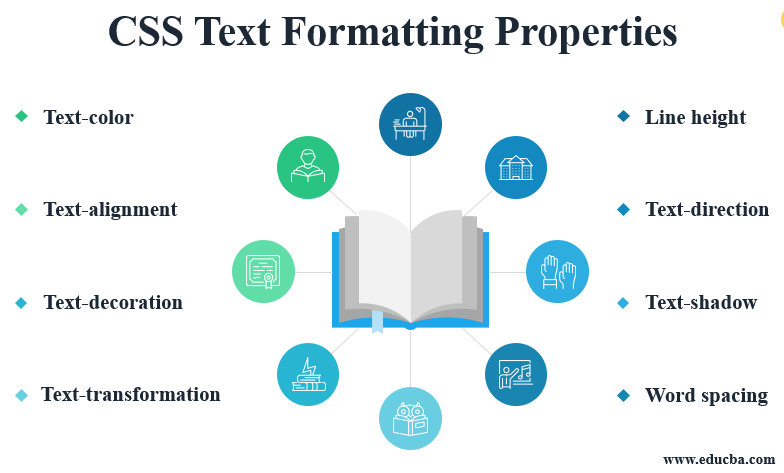 CSS Text Formatting Properties
Text-color
Text-alignment
Text-decoration
Text-transformation
Line height
Text-direction
Text-shadow
Word spacing
www.educba.com